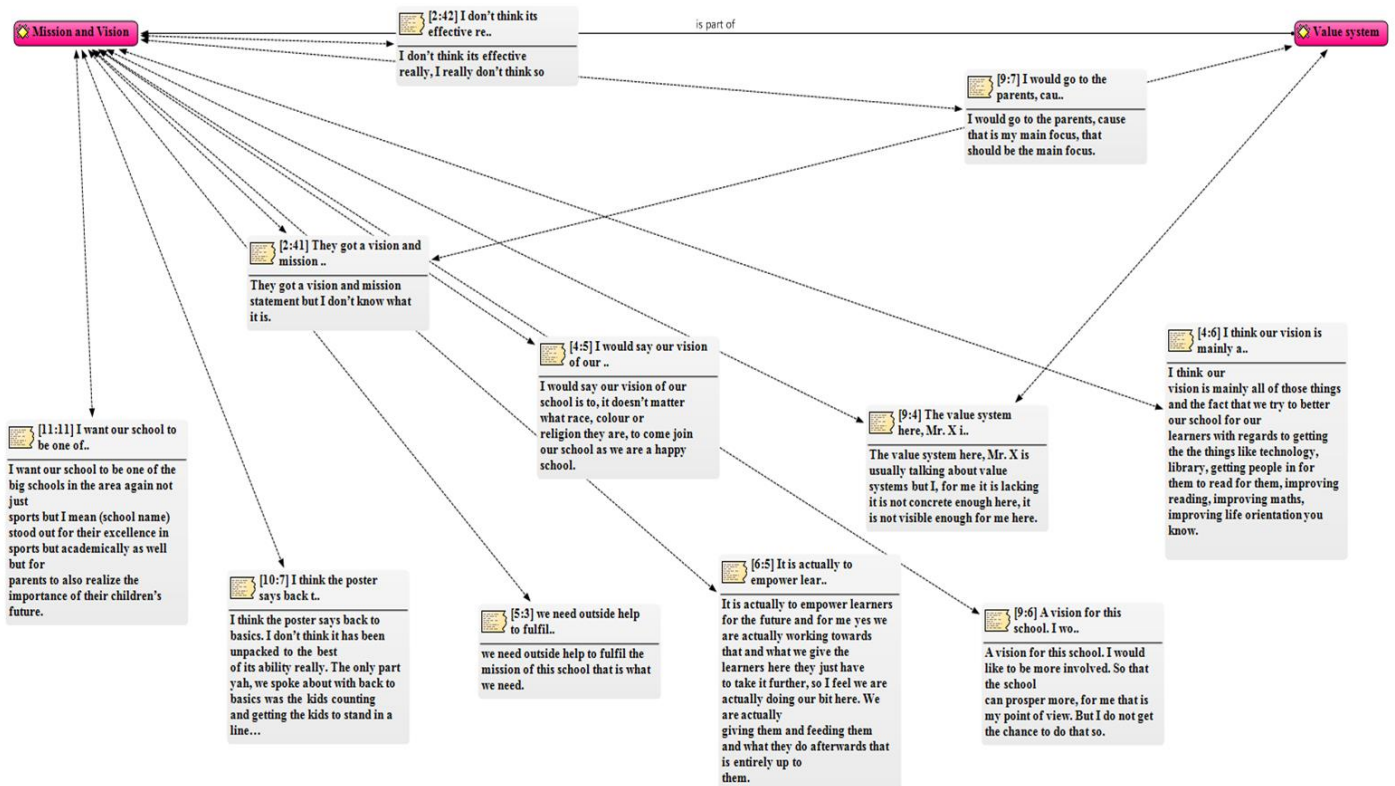 Mission and Vision
is part of
Value system
[2:42] I don't think its
effective re..
I don't think its effective
really, I really don't think so
[9:7] I would go to the
parents, cau..
I would go to the parents, cause
that is my main focus, that
should be the main focus.
[2:41] They got a vision and
mission ..
They got a vision and mission
statement but I don't know what
it is.
[4:5] I would say our vision
of our ..
I would say our vision of our
school is to, it doesn't matter
what race, colour or
religion they are, to come join
our school as we are a happy
school.
[4:6] I think our vision is
mainly a..
I think our
vision is mainly all of those things
and the fact that we try to better
our school for our
learners with regards to getting
the the things like technology,
library, getting people in for
them to read for them, improving
reading, improving maths,
improving life orientation you
know.
[11:11] I want our school to
be one of..
I want our school to be one of the
big schools in the area again not
just
sports but I mean (school name)
stood out for their excellence in
sports but academically as well
but for
parents to also realize the
importance of their children's
future.
[9:4] The value system
here, Mr. X i..
The value system here, Mr. X is
usually talking about value
systems but I, for me it is lacking
it is not concrete enough here, it
is not visible enough for me here.
[10:7] I think the poster
says back t..
I think the poster says back to
basics. I don't think it has been
unpacked to the best
of its ability really. The only part
yah, we spoke about with back to
basics was the kids counting
and getting the kids to stand in a
line…
[5:3] we need outside help
to fulfil..
we need outside help to fulfil the
mission of this school that is what
we need.
[6:5] It is actually to
empower lear..
It is actually to empower learners
for the future and for me yes we
are actually working towards
that and what we give the
learners here they just have
to take it further, so I feel we are
actually doing our bit here. We
are actually
giving them and feeding them
and what they do afterwards that
is entirely up to
them.
[9:6] A vision for this
school. I wo..
A vision for this school. I would
like to be more involved. So that
the school
can prosper more, for me that is
my point of view. But I do not get
the chance to do that so.